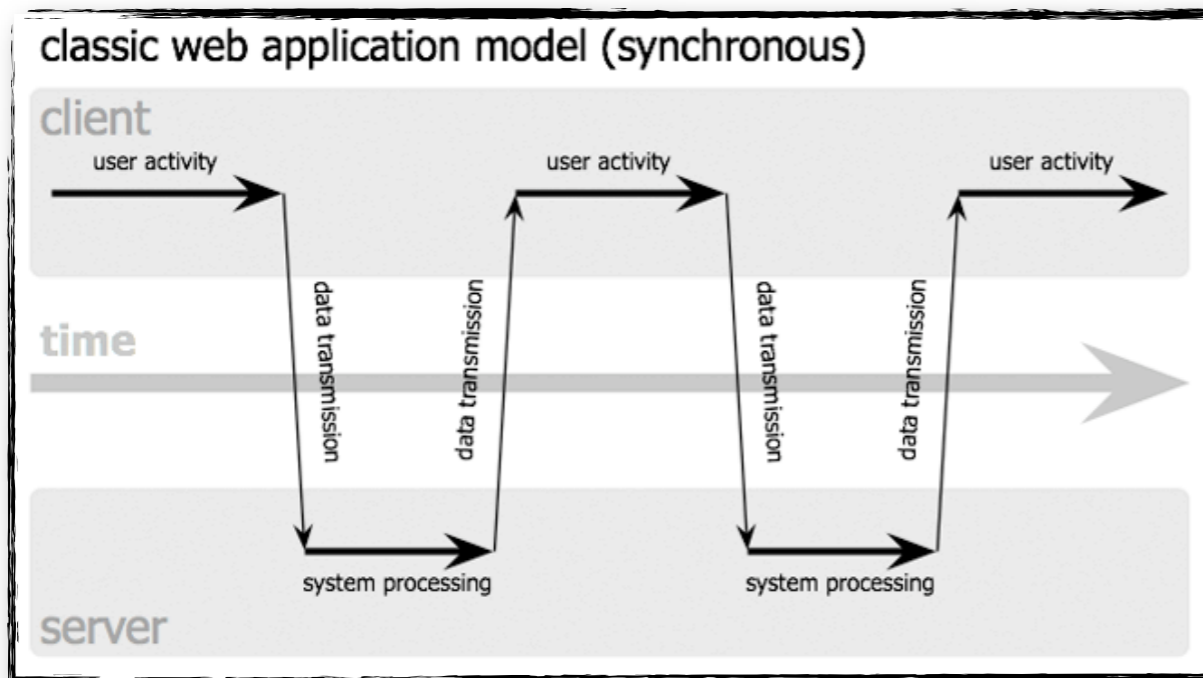 classic web application model (synchronous)
client
user activity
user activity
user activity
data transmission
data transmission
data transmission
data transmission
time
system processing
system processing
server